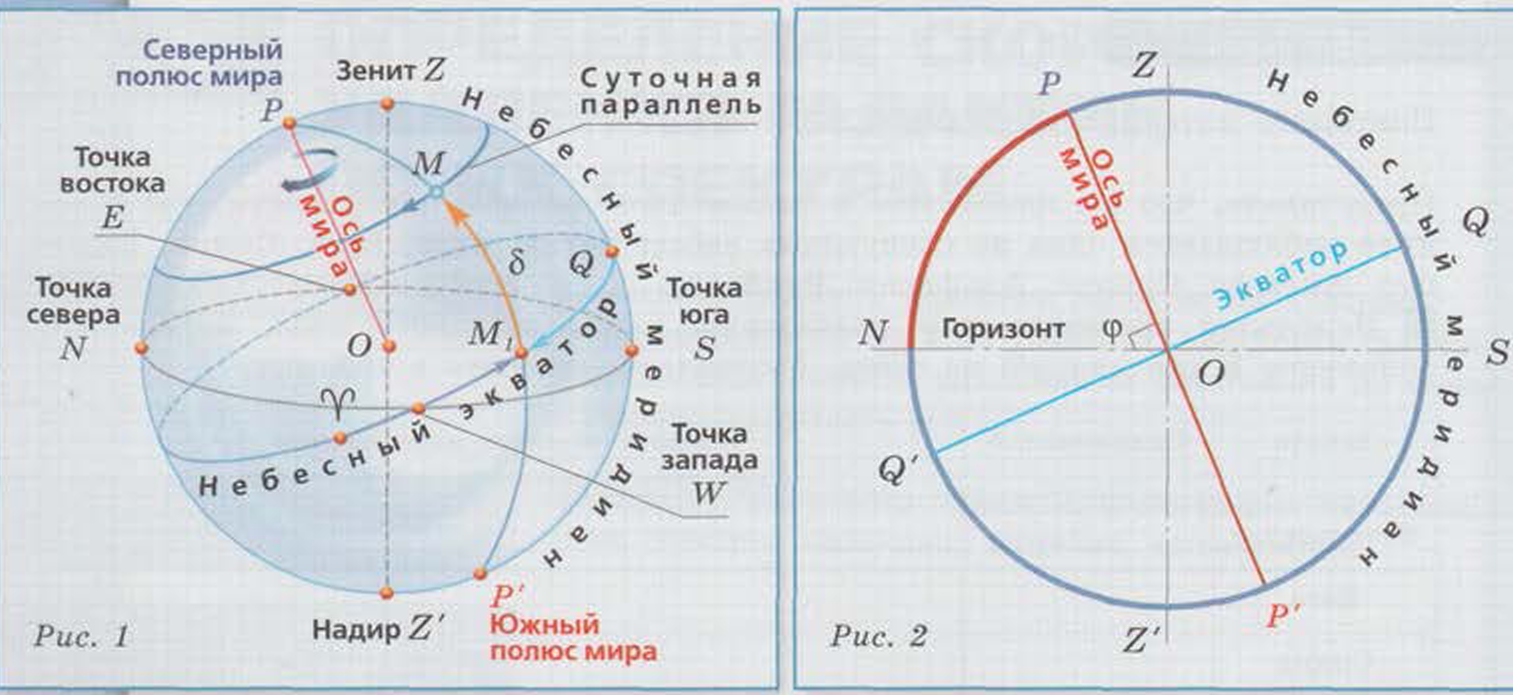 Северный
полюс мира
P
Зенит Z
Суточная
параллель
Небесный меридиан
Точка
востока
E
M
Ось
мира
δ
Q
Точка
севера
N
O
M₁
Точка
юга
S
♈
Небесный экватор
Точка
запада
W
P′
Южный
полюс мира
Надир Z′
Рис. 1
Z
P
Небесный меридиан
Ось
мира
Q
Экватор
N
Горизонт
φ
O
S
Q′
P′
Z′
Рис. 2